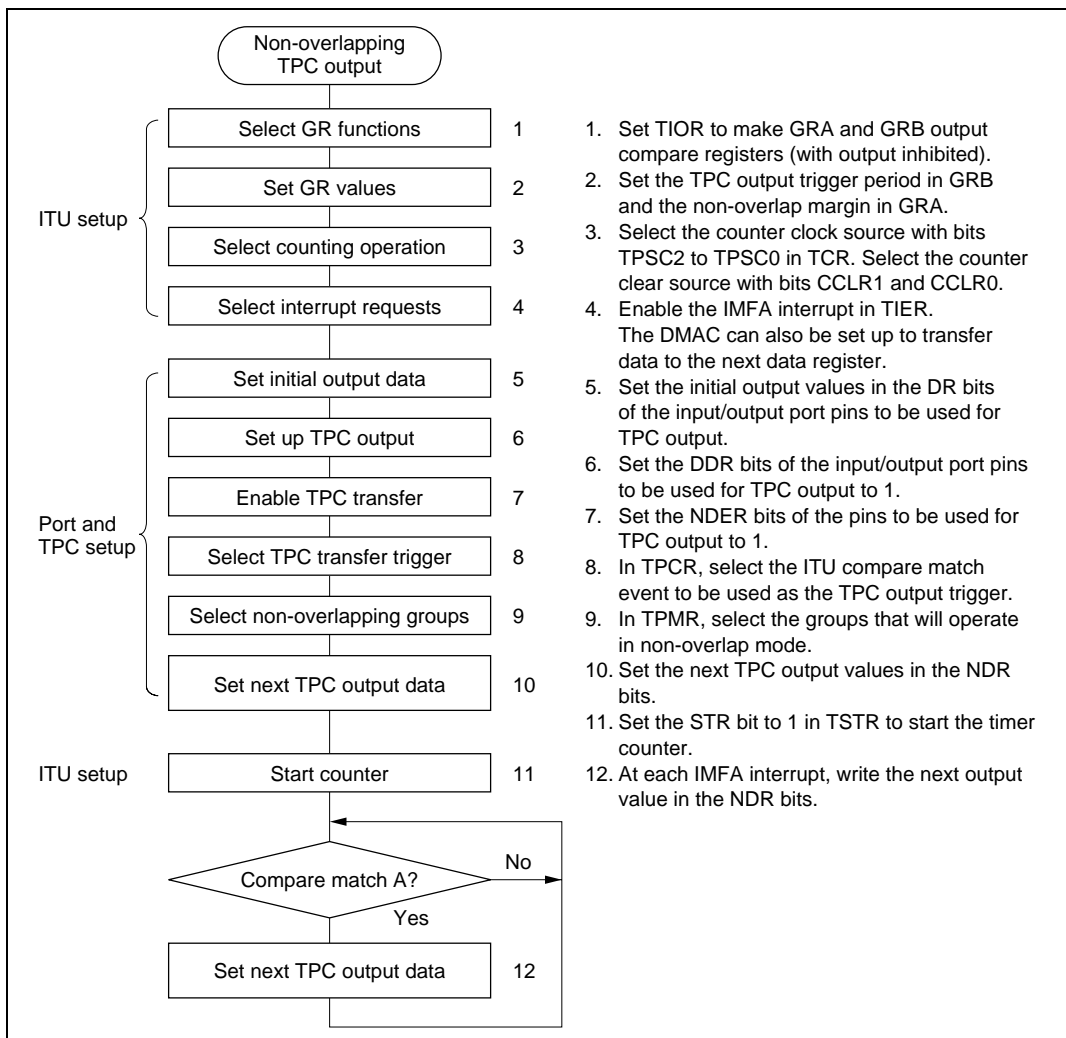 Non-overlapping
TPC output
ITU setup
Select GR functions 1
Set GR values 2
Select counting operation 3
Select interrupt requests 4
Port and
TPC setup
Set initial output data 5
Set up TPC output 6
Enable TPC transfer 7
Select TPC transfer trigger 8
Select non-overlapping groups 9
Set next TPC output data 10
ITU setup
Start counter 11
Compare match A?
No
Yes
Set next TPC output data 12
1. Set TIOR to make GRA and GRB output
compare registers (with output inhibited).
2. Set the TPC output trigger period in GRB
and the non-overlap margin in GRA.
3. Select the counter clock source with bits
TPSC2 to TPSC0 in TCR. Select the counter
clear source with bits CCLR1 and CCLR0.
4. Enable the IMFA interrupt in TIER.
The DMAC can also be set up to transfer
data to the next data register.
5. Set the initial output values in the DR bits
of the input/output port pins to be used for
TPC output.
6. Set the DDR bits of the input/output port pins
to be used for TPC output to 1.
7. Set the NDER bits of the pins to be used for
TPC output to 1.
8. In TPCR, select the ITU compare match
event to be used as the TPC output trigger.
9. In TPMR, select the groups that will operate
in non-overlap mode.
10. Set the next TPC output values in the NDR
bits.
11. Set the STR bit to 1 in TSTR to start the timer
counter.
12. At each IMFA interrupt, write the next output
value in the NDR bits.